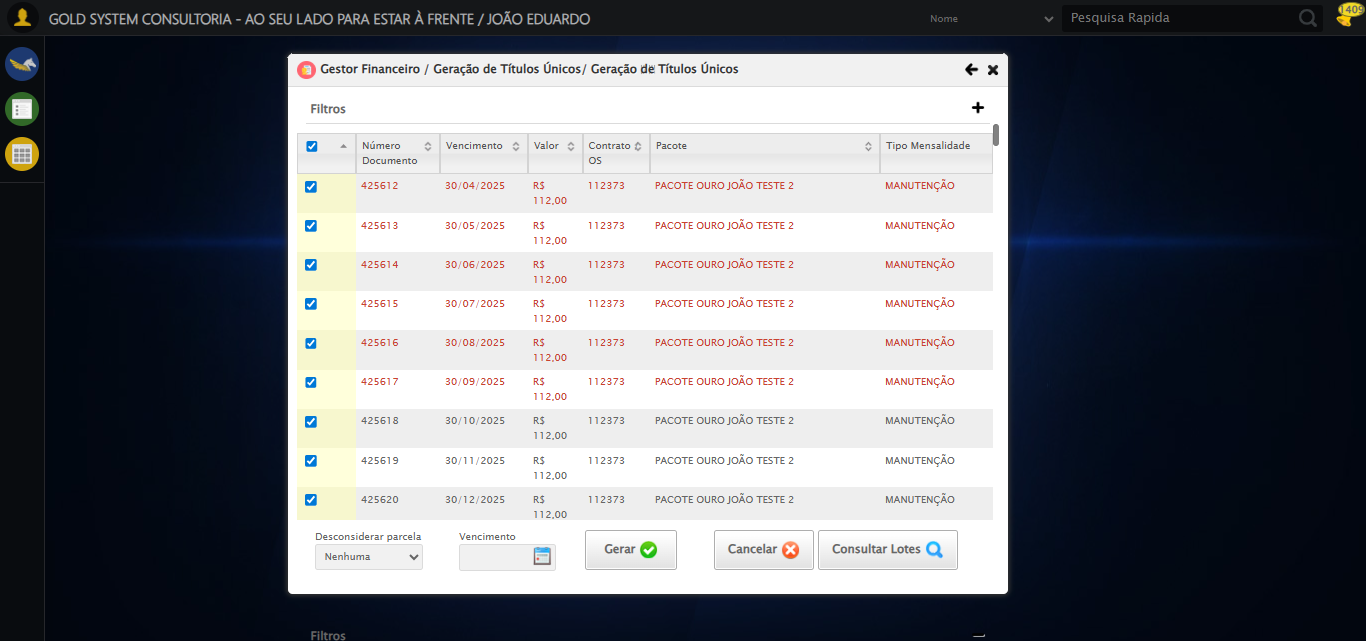 GOLD SYSTEM CONSULTORIA - AO SEU LADO PARA ESTAR À FRENTE / JOÃO EDUARDO
Nome
Pesquisa Rapida
1409
Gestor Financeiro / Geração de Títulos Únicos/ Geração de Títulos Únicos
Filtros
Número Documento Vencimento Valor Contrato OS Pacote Tipo Mensalidade
425612 30/04/2025 R$ 112,00 112373 PACOTE OURO JOÃO TESTE 2 MANUTENÇÃO
425613 30/05/2025 R$ 112,00 112373 PACOTE OURO JOÃO TESTE 2 MANUTENÇÃO
425614 30/06/2025 R$ 112,00 112373 PACOTE OURO JOÃO TESTE 2 MANUTENÇÃO
425615 30/07/2025 R$ 112,00 112373 PACOTE OURO JOÃO TESTE 2 MANUTENÇÃO
425616 30/08/2025 R$ 112,00 112373 PACOTE OURO JOÃO TESTE 2 MANUTENÇÃO
425617 30/09/2025 R$ 112,00 112373 PACOTE OURO JOÃO TESTE 2 MANUTENÇÃO
425618 30/10/2025 R$ 112,00 112373 PACOTE OURO JOÃO TESTE 2 MANUTENÇÃO
425619 30/11/2025 R$ 112,00 112373 PACOTE OURO JOÃO TESTE 2 MANUTENÇÃO
425620 30/12/2025 R$ 112,00 112373 PACOTE OURO JOÃO TESTE 2 MANUTENÇÃO
Desconsiderar parcela Vencimento
Nenhuma
Gerar Cancelar Consultar Lotes
Filtros